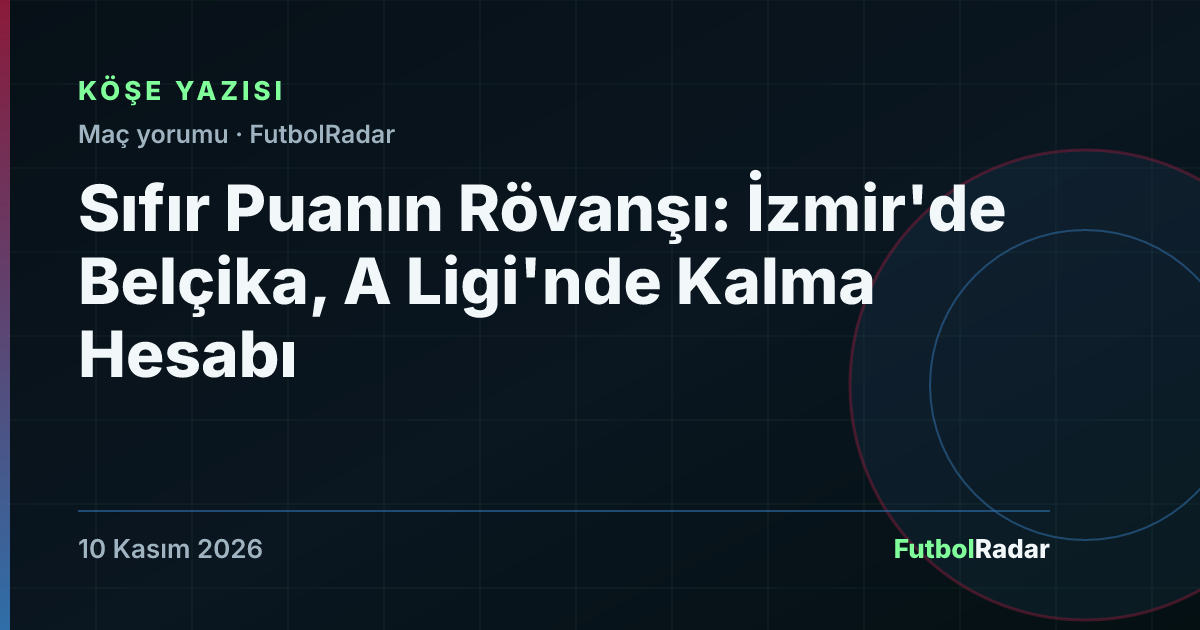 KÖŞE YAZISI
Maç yorumu · FutbolRadar
Sıfır Puanın Rövanşı: İzmir'de
Belçika, A Ligi'nde Kalma
Hesabı
10 Kasım 2026
FutbolRadar